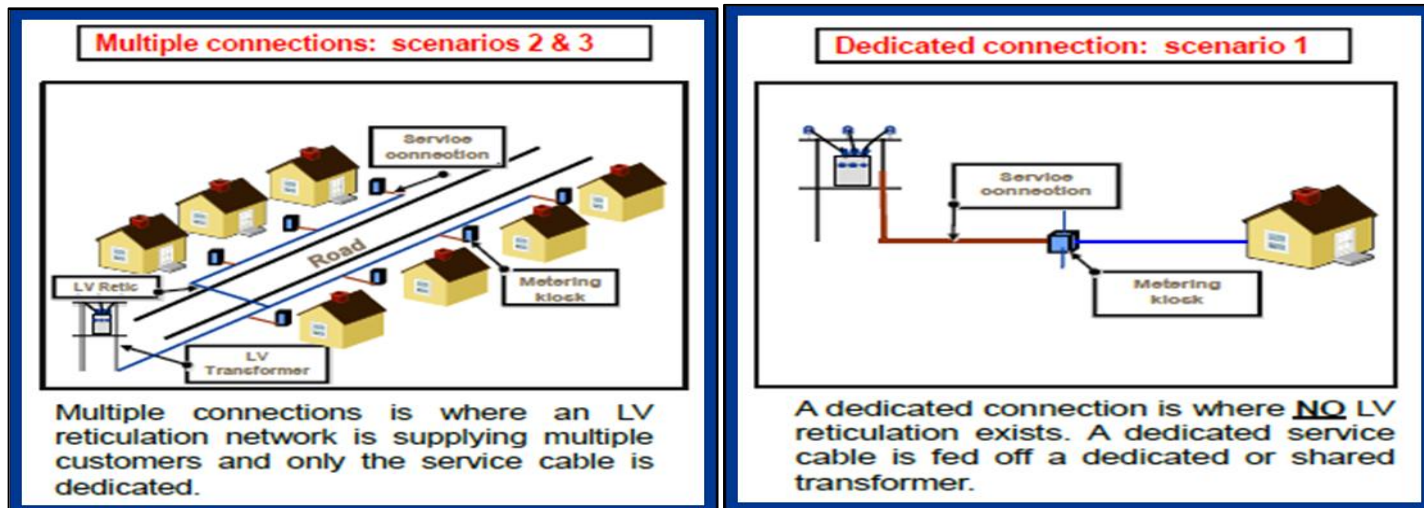 Multiple connections: scenarios 2 & 3
Service
connection
Road
LV Retic
Metering
kiosk
LV
Transformer
Multiple connections is where an LV
reticulation network is supplying multiple
customers and only the service cable is
dedicated.
Dedicated connection: scenario 1
Service
connection
Metering
kiosk
A dedicated connection is where NO LV
reticulation exists. A dedicated service
cable is fed off a dedicated or shared
transformer.